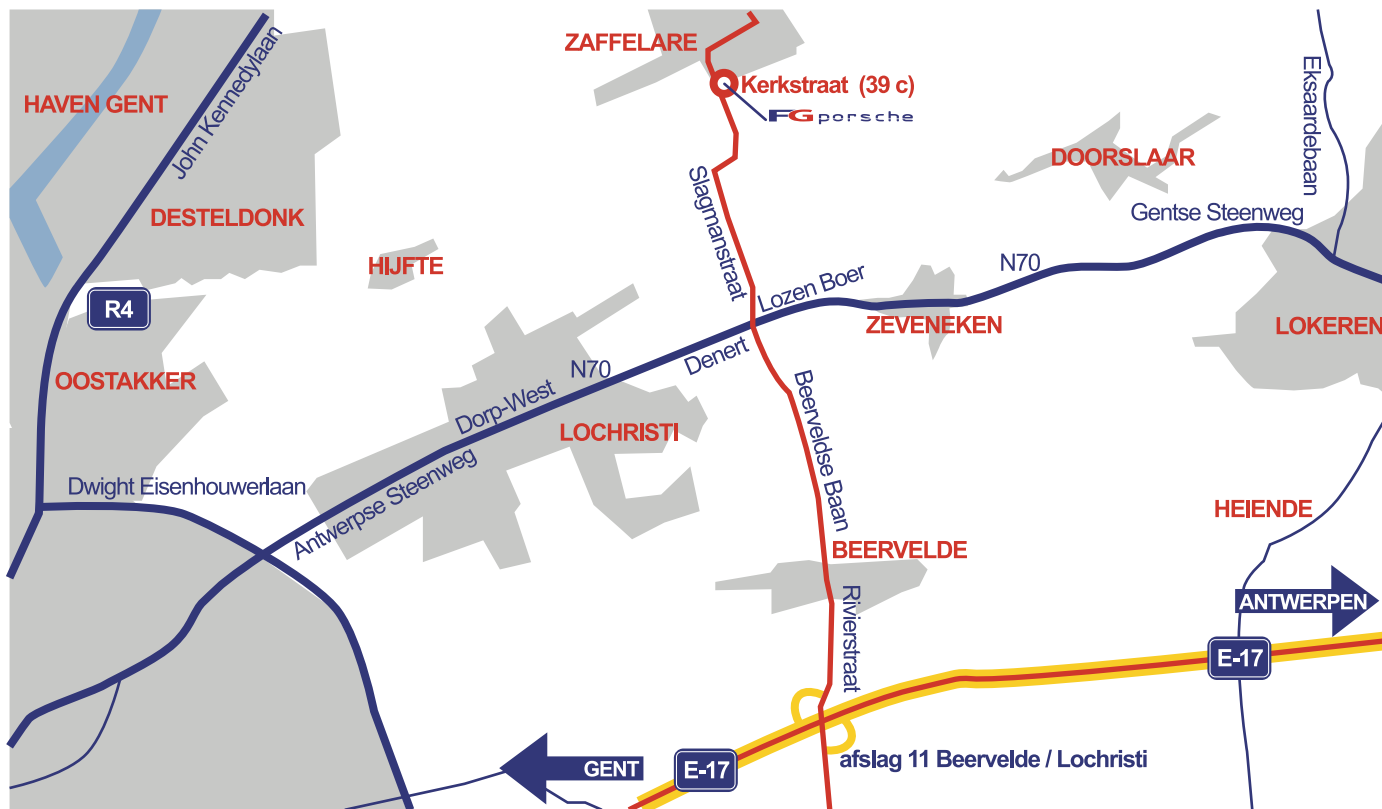 ZAFFELARE
John Kennedylaan
Kerkstraat (39 c)
HAVEN GENT
FG porsche
Eksaardebaan
DOORSLAAR
Slagmanstraat
DESTELDONK
Gentse Steenweg
HIJFTE
N70
R4
Lozen Boer
ZEVENEKEN
LOKEREN
Denert
N70
OOSTAKKER
Dorp-West
Beerveldse Baan
LOCHRISTI
Dwight Eisenhouwerlaan
Antwerpse Steenweg
HEIENDE
BEERVELDE
Rivierstraat
ANTWERPEN
E-17
GENT
E-17
afslag 11 Beervelde / Lochristi